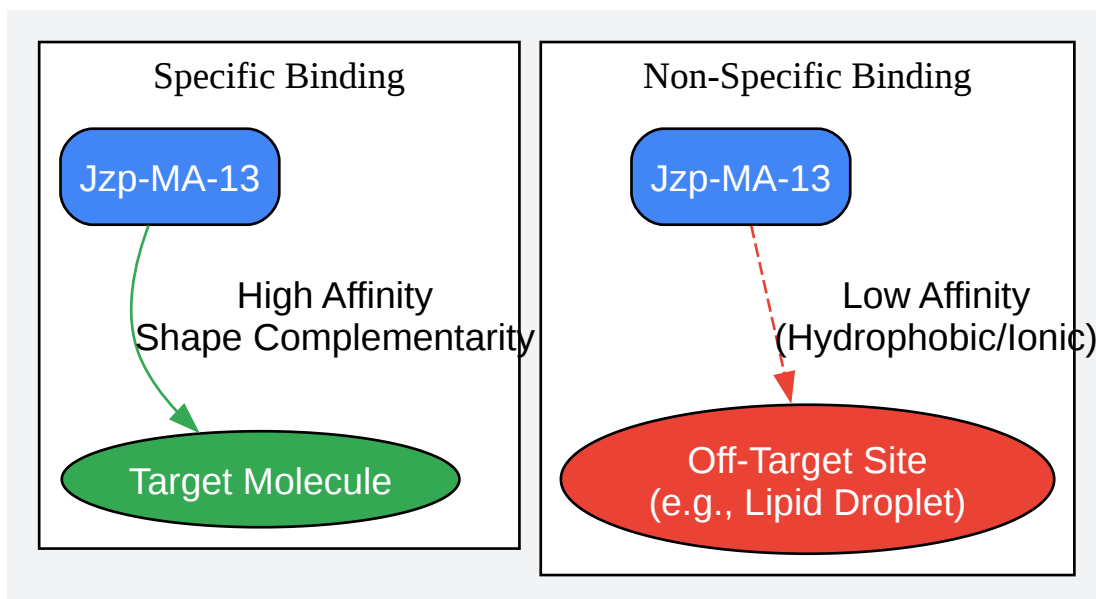 Specific Binding
Jzp-MA-13
High Affinity
Shape Complementarity
Target Molecule
Non-Specific Binding
Jzp-MA-13
Low Affinity
(Hydrophobic/Ionic)
Off-Target Site
(e.g., Lipid Droplet)